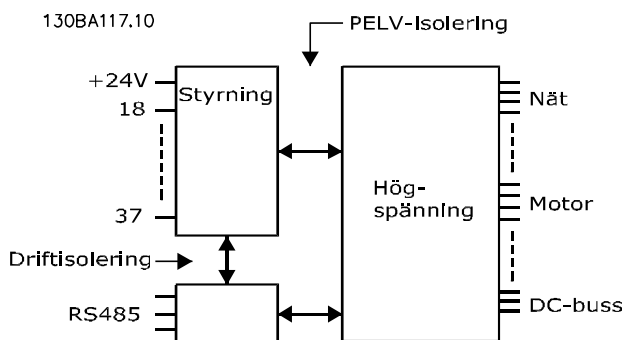 130BA117.10
PELV-isolering
+24V
Styrning
18
Nät
Hög-
spänning
37
Motor
Driftisolering
RS485
DC-buss